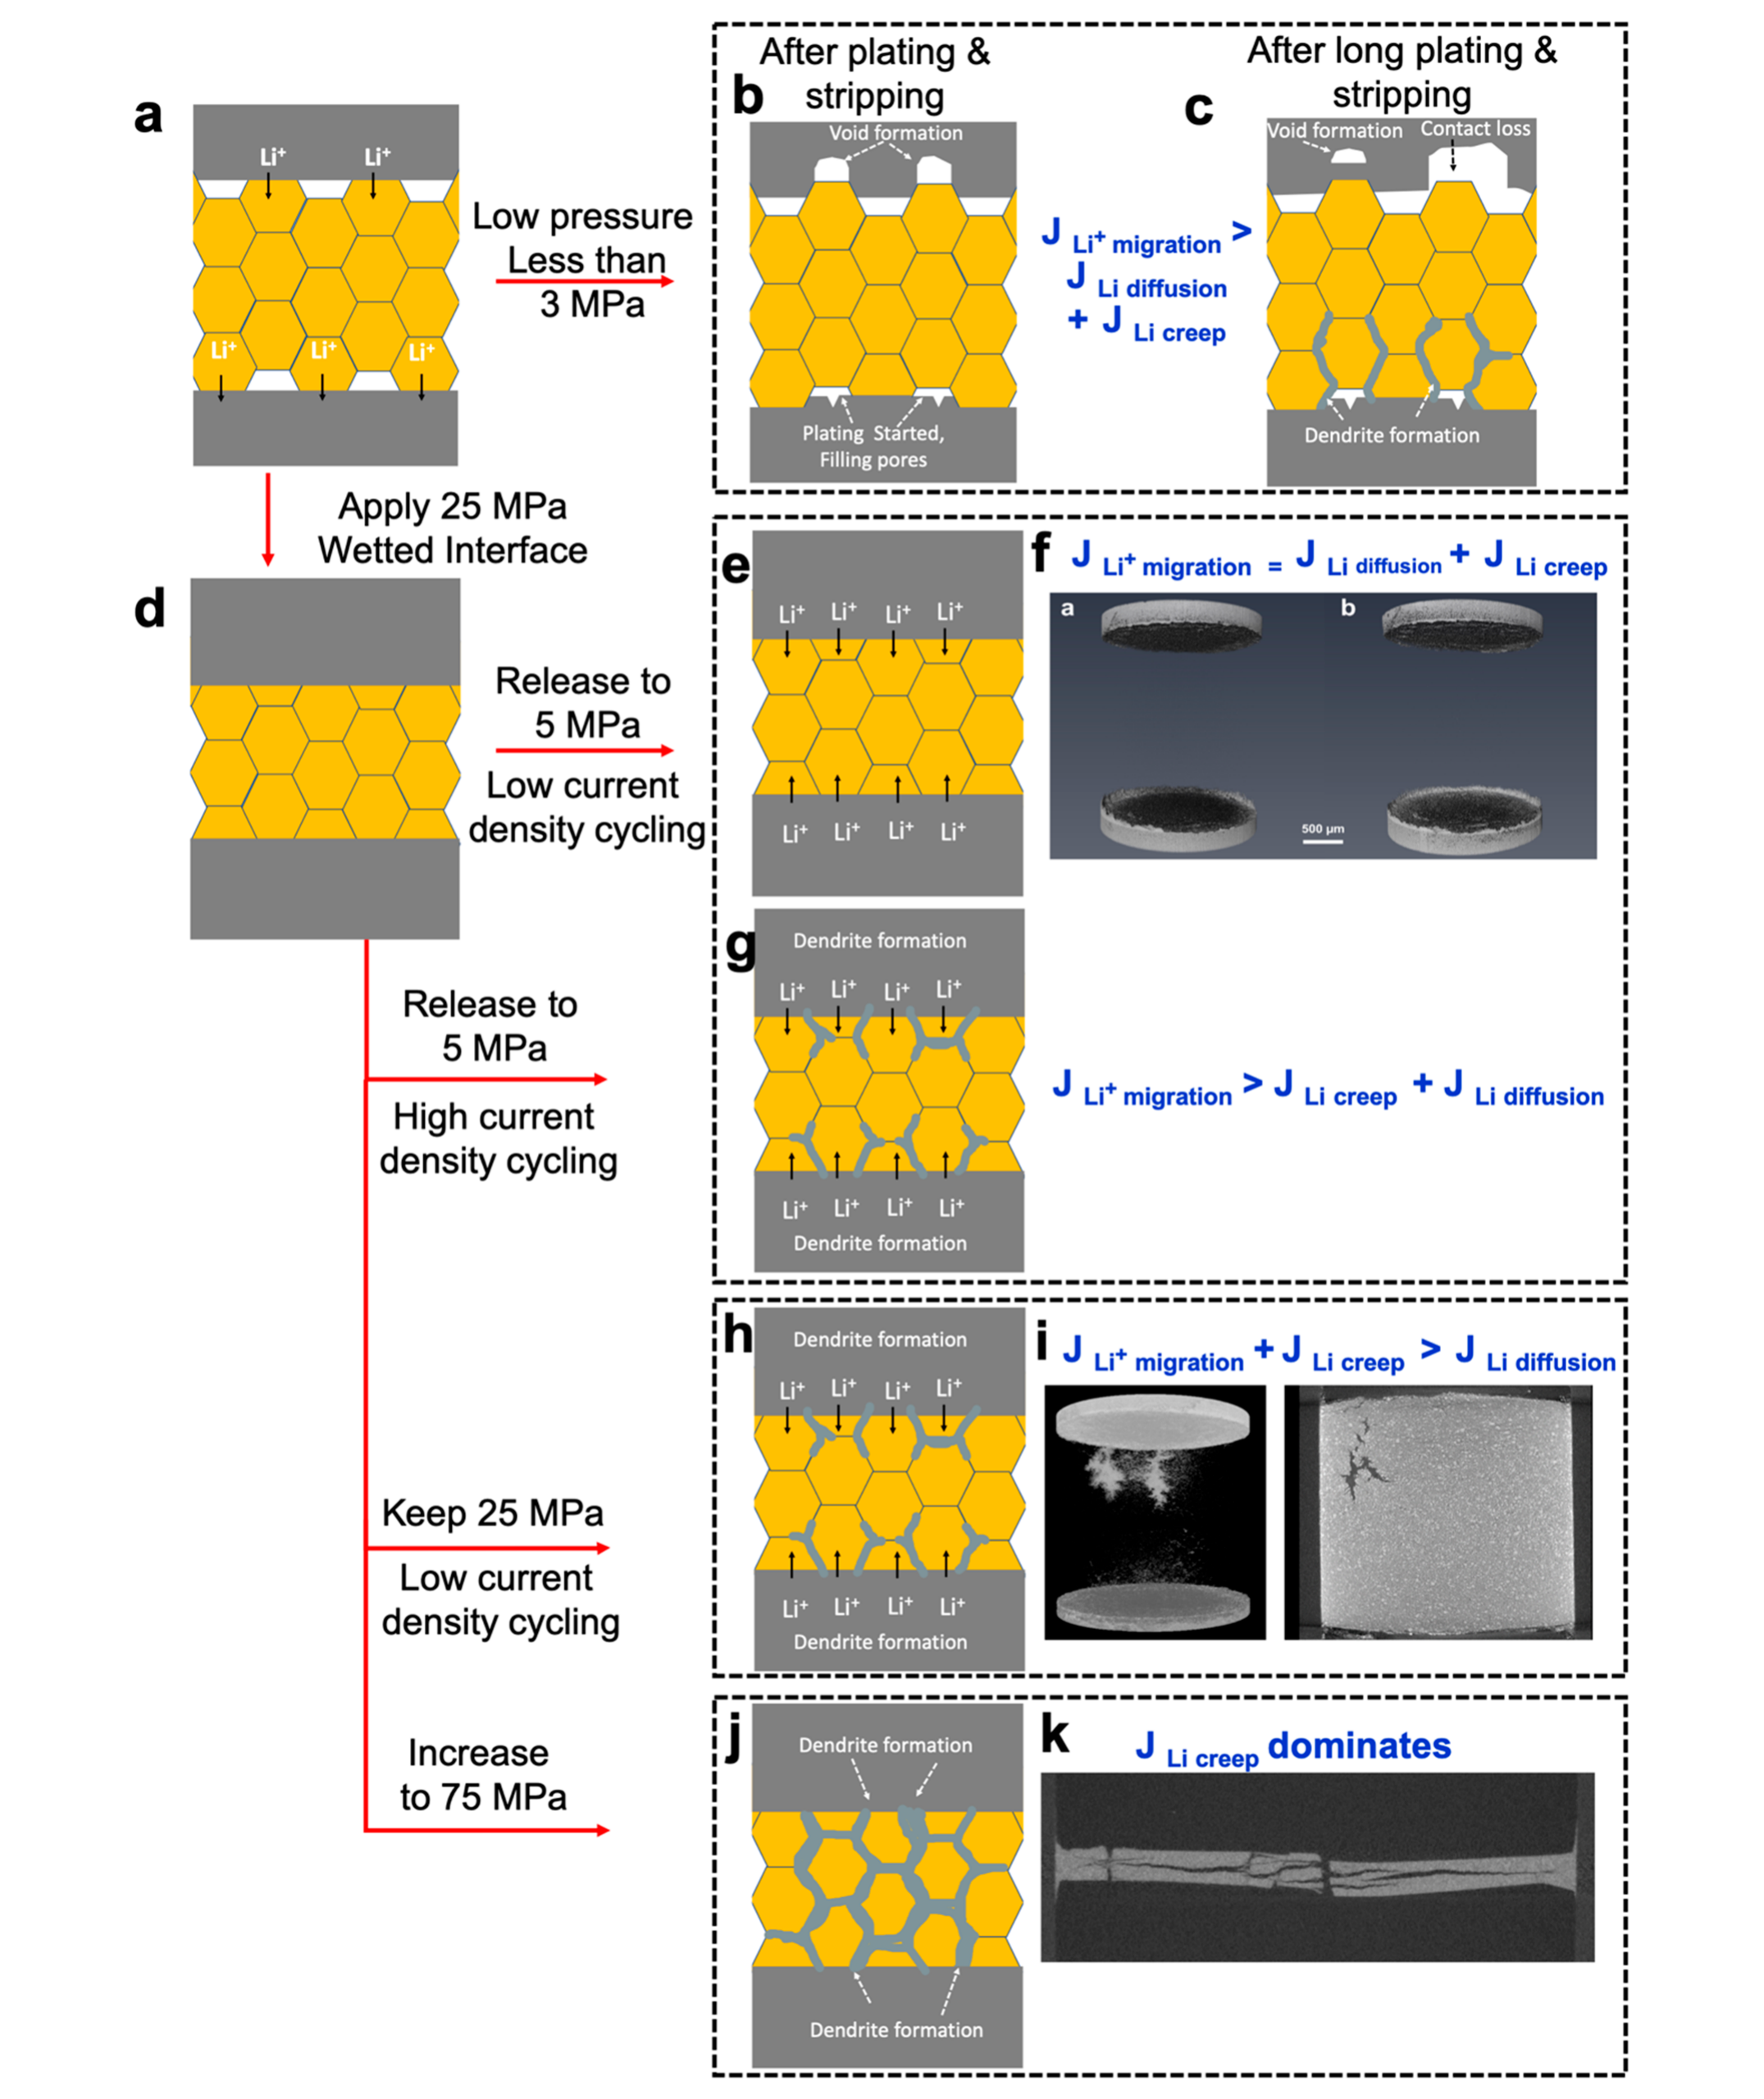 a
Li⁺ Li⁺
Li⁺ Li⁺ Li⁺
Low pressure
Less than
3 MPa
After plating &
stripping
b
Void formation
Plating Started,
Filling pores
J Li⁺ migration >
J Li diffusion
+ J Li creep
After long plating &
stripping
c
Void formation Contact loss
Dendrite formation
Apply 25 MPa
Wetted Interface
d
Release to
5 MPa
Low current
density cycling
e
Li⁺ Li⁺ Li⁺ Li⁺
Li⁺ Li⁺ Li⁺ Li⁺
f J Li⁺ migration = J Li diffusion + J Li creep
a b
500 µm
Release to
5 MPa
High current
density cycling
g
Dendrite formation
Li⁺ Li⁺ Li⁺ Li⁺
Li⁺ Li⁺ Li⁺ Li⁺
Dendrite formation
J Li⁺ migration > J Li creep + J Li diffusion
Keep 25 MPa
Low current
density cycling
h
Dendrite formation
Li⁺ Li⁺ Li⁺ Li⁺
Li⁺ Li⁺ Li⁺ Li⁺
Dendrite formation
i J Li⁺ migration + J Li creep > J Li diffusion
Increase
to 75 MPa
j
Dendrite formation
Dendrite formation
k J Li creep dominates